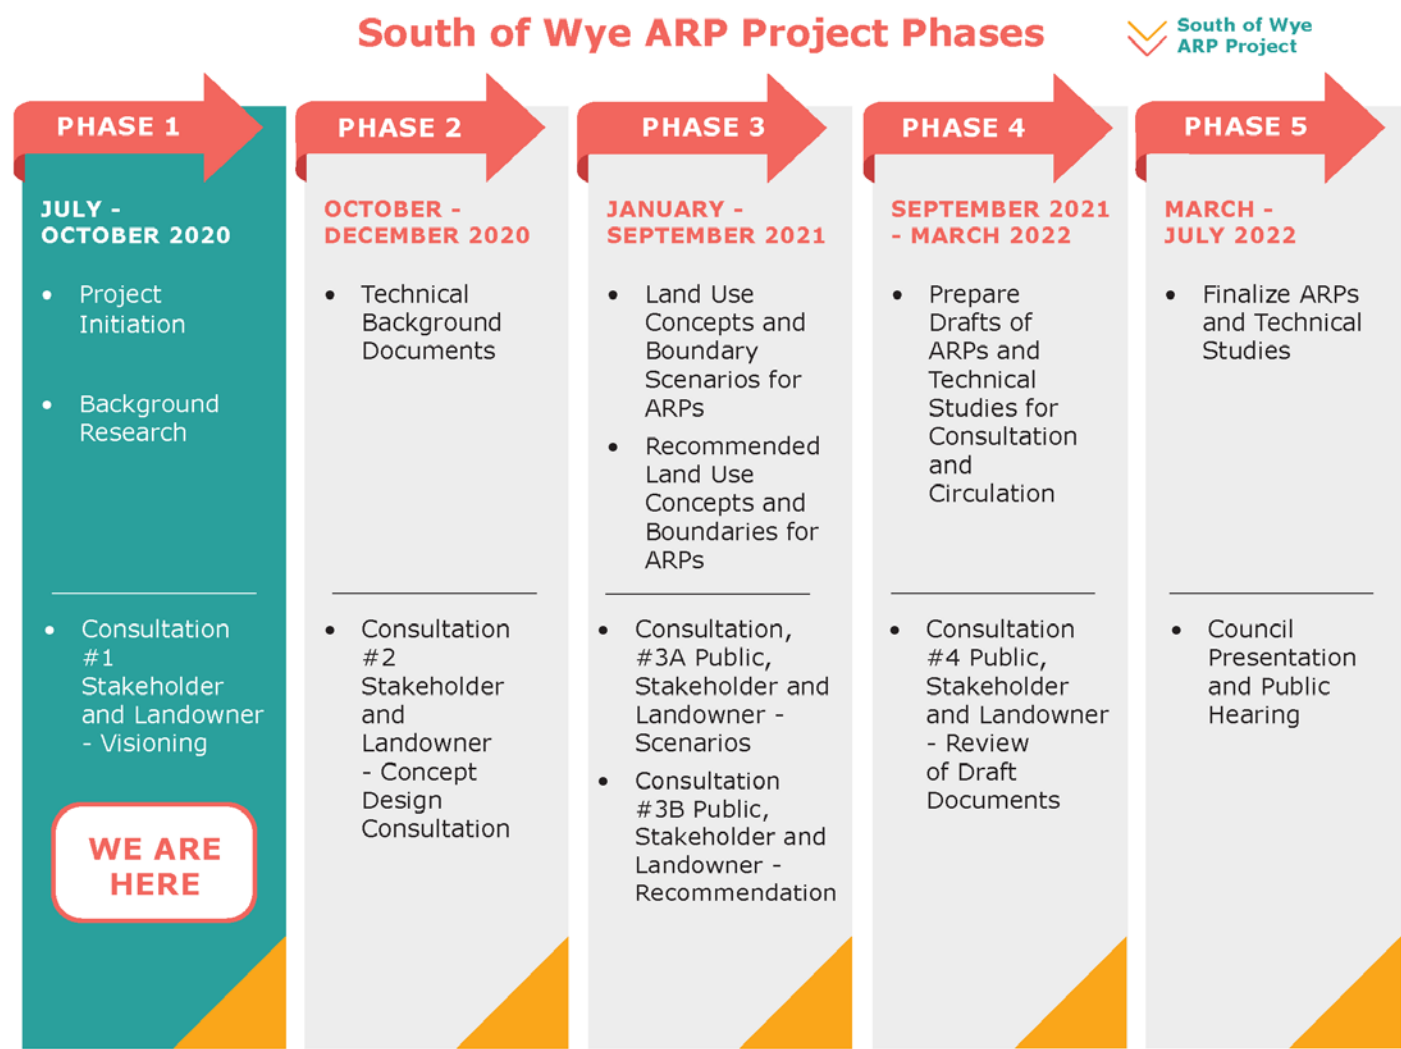 South of Wye ARP Project Phases
South of Wye
ARP Project
PHASE 1
JULY -
OCTOBER 2020
• Project
Initiation
• Background
Research
• Consultation
#1
Stakeholder
and Landowner
- Visioning
WE ARE
HERE
PHASE 2
OCTOBER -
DECEMBER 2020
• Technical
Background
Documents
• Consultation
#2
Stakeholder
and
Landowner
- Concept
Design
Consultation
PHASE 3
JANUARY -
SEPTEMBER 2021
• Land Use
Concepts and
Boundary
Scenarios for
ARPs
• Recommended
Land Use
Concepts and
Boundaries for
ARPs
• Consultation,
#3A Public,
Stakeholder and
Landowner -
Scenarios
• Consultation
#3B Public,
Stakeholder and
Landowner -
Recommendation
PHASE 4
SEPTEMBER 2021
- MARCH 2022
• Prepare
Drafts of
ARPs and
Technical
Studies for
Consultation
and
Circulation
• Consultation
#4 Public,
Stakeholder
and Landowner
- Review
of Draft
Documents
PHASE 5
MARCH -
JULY 2022
• Finalize ARPs
and Technical
Studies
• Council
Presentation
and Public
Hearing